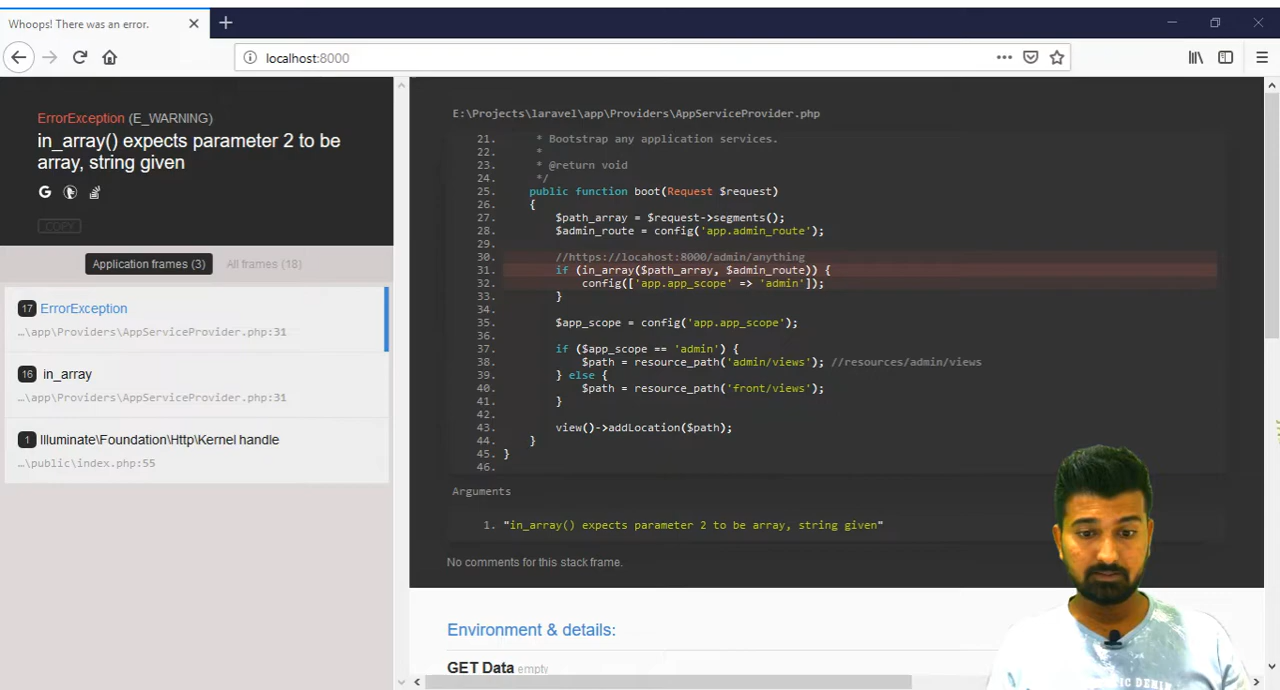 Whoops! There was an error.
localhost:8000
ErrorException (E_WARNING)
in_array() expects parameter 2 to be
array, string given
COPY
Application frames (3)
All frames (18)
17 ErrorException
…\app\Providers\AppServiceProvider.php:31
16 in_array
…\app\Providers\AppServiceProvider.php:31
1 Illuminate\Foundation\Http\Kernel handle
…\public\index.php:55
E:\Projects\laravel\app\Providers\AppServiceProvider.php
21. * Bootstrap any application services.
22. *
23. * @return void
24. */
25. public function boot(Request $request)
26. {
27. $path_array = $request->segments();
28. $admin_route = config('app.admin_route');
29.
30. //https://locahost:8000/admin/anything
31. if (in_array($path_array, $admin_route)) {
32. config(['app.app_scope' => 'admin']);
33. }
34.
35. $app_scope = config('app.app_scope');
36.
37. if ($app_scope == 'admin') {
38. $path = resource_path('admin/views'); //resources/admin/views
39. } else {
40. $path = resource_path('front/views');
41. }
42.
43. view()->addLocation($path);
44. }
45. }
46.
Arguments
1. "in_array() expects parameter 2 to be array, string given"
No comments for this stack frame.
Environment & details:
GET Data empty